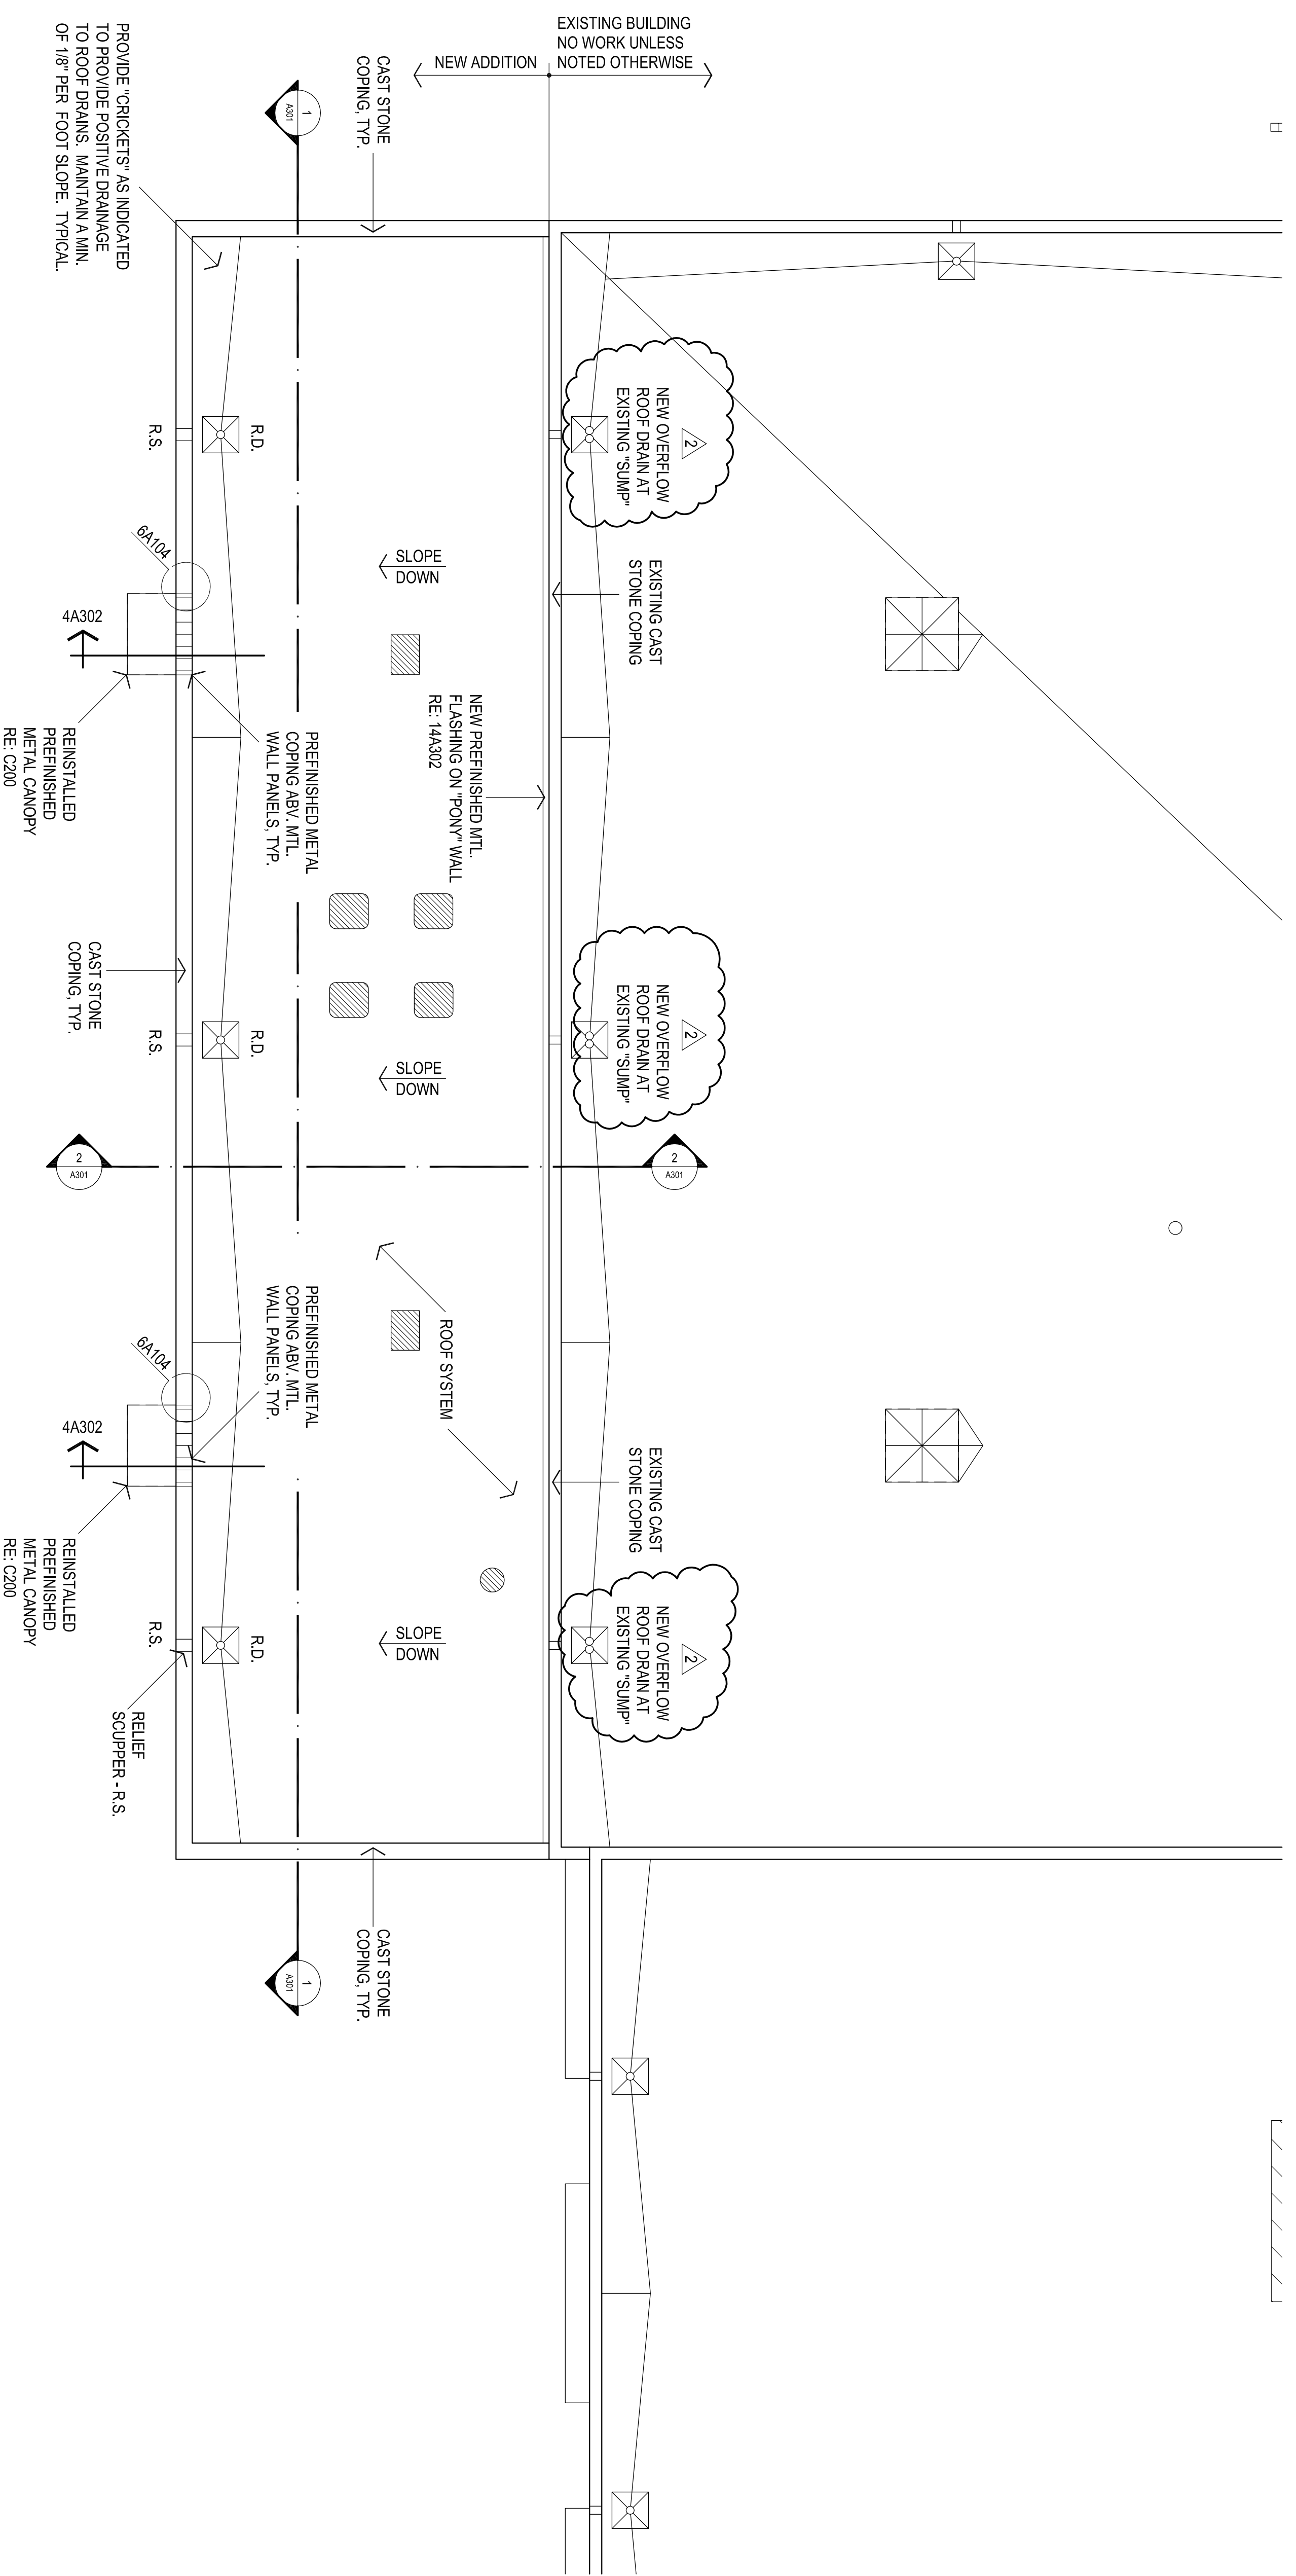 EXISTING BUILDING
NO WORK UNLESS
NOTED OTHERWISE
NEW ADDITION
CAST STONE
COPING, TYP.
1
A301
PROVIDE "CRICKETS" AS INDICATED
TO PROVIDE POSITIVE DRAINAGE
TO ROOF DRAINS. MAINTAIN A MIN.
OF 1/8" PER FOOT SLOPE. TYPICAL.
NEW OVERFLOW
ROOF DRAIN AT
EXISTING "SUMP"
2
R.D.
R.S.
SLOPE
DOWN
EXISTING CAST
STONE COPING
6A104
4A302
NEW PREFINISHED MTL.
FLASHING ON "PONY" WALL
RE: 14A302
PREFINISHED METAL
COPING ABV. MTL.
WALL PANELS, TYP.
REINSTALLED
PREFINISHED
METAL CANOPY
RE: C200
CAST STONE
COPING, TYP.
NEW OVERFLOW
ROOF DRAIN AT
EXISTING "SUMP"
2
R.D.
R.S.
SLOPE
DOWN
2
A301
2
A301
ROOF SYSTEM
PREFINISHED METAL
COPING ABV. MTL.
WALL PANELS, TYP.
6A104
4A302
EXISTING CAST
STONE COPING
REINSTALLED
PREFINISHED
METAL CANOPY
RE: C200
NEW OVERFLOW
ROOF DRAIN AT
EXISTING "SUMP"
2
R.D.
R.S.
SLOPE
DOWN
RELIEF
SCUPPER - R.S.
CAST STONE
COPING, TYP.
1
A301